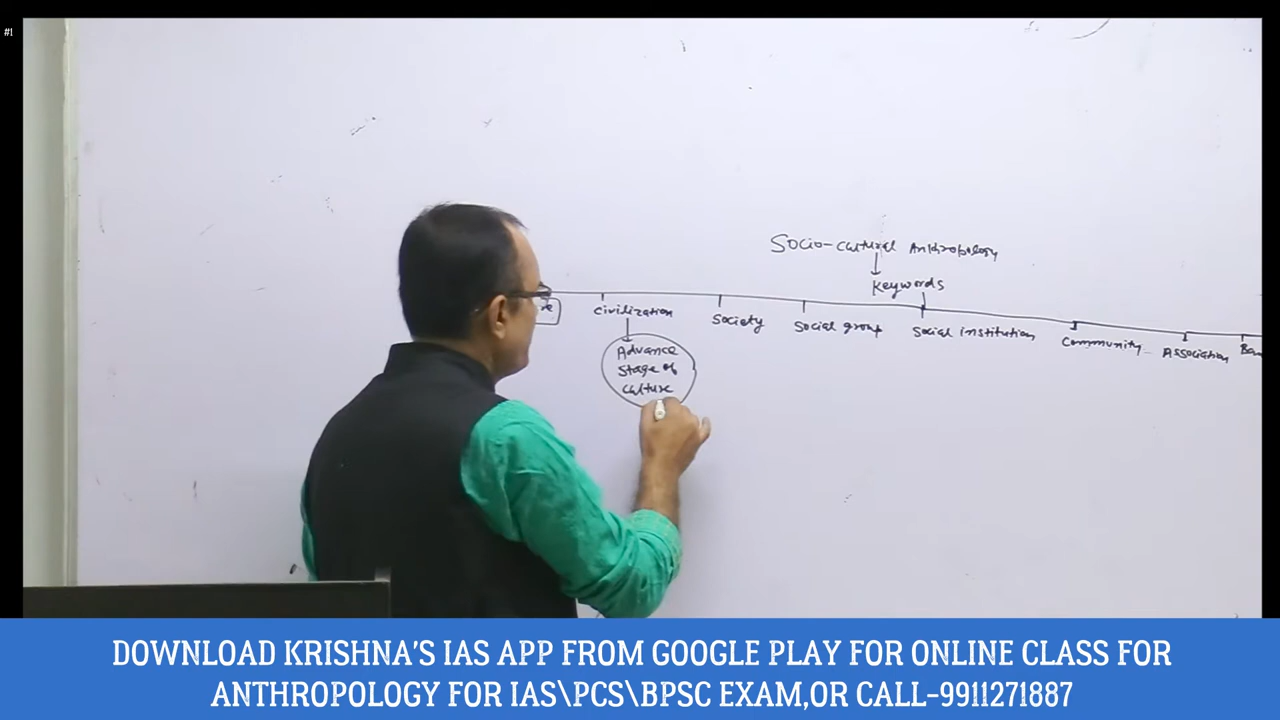 #1
Socio-cultural Anthropology
Keywords
civilization
Society
Social group
Social institution
Community
Association
Advance
Stage of
Culture
DOWNLOAD KRISHNA'S IAS APP FROM GOOGLE PLAY FOR ONLINE CLASS FOR
ANTHROPOLOGY FOR IAS\PCS\BPSC EXAM,OR CALL-9911271887